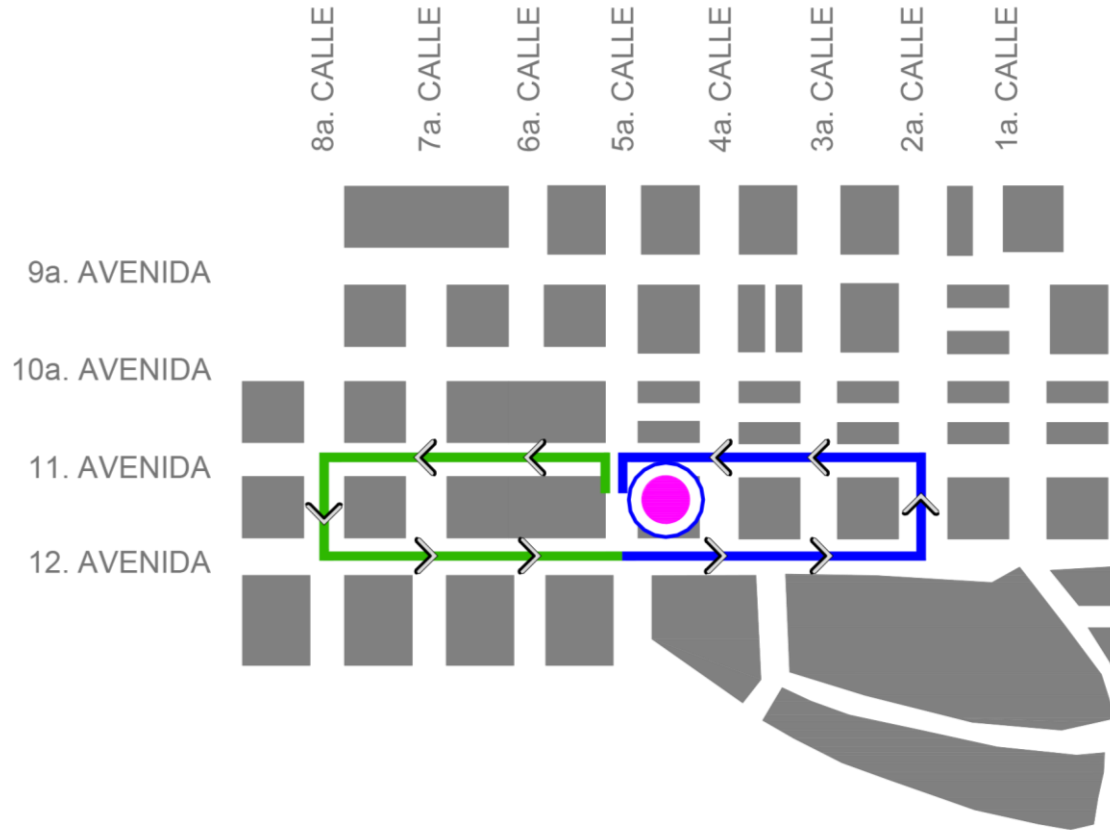 8a. CALLE
7a. CALLE
6a. CALLE
5a. CALLE
4a. CALLE
3a. CALLE
2a. CALLE
1a. CALLE
9a. AVENIDA
10a. AVENIDA
11. AVENIDA
12. AVENIDA